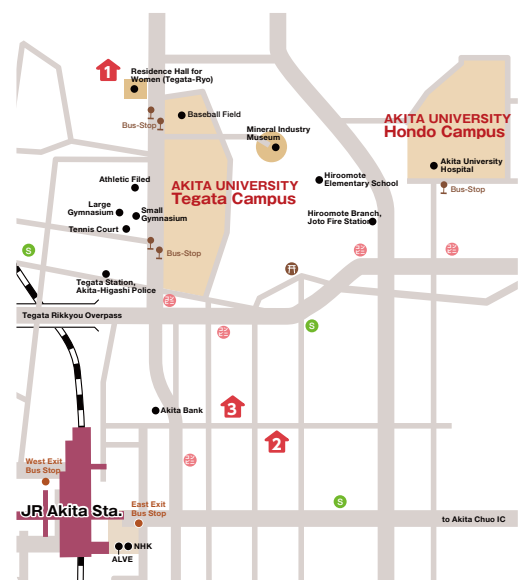 1
Residence Hall for
Women (Tegata-Ryo)
Baseball Field
Bus-Stop
Mineral Industry
Museum
AKITA UNIVERSITY
Hondo Campus
Akita University
Hospital
Bus-Stop
Athletic Filed
AKITA UNIVERSITY
Tegata Campus
Hiroomote
Elementary School
Large
Gymnasium
Small
Gymnasium
Tennis Court
Hiroomote Branch,
Joto Fire Station
Bus-Stop
S
Tegata Station,
Akita-Higashi Police
Tegata Rikkyou Overpass
S
3
Akita Bank
2
West Exit
Bus Stop
JR Akita Sta.
East Exit
Bus Stop
S
to Akita Chuo IC
NHK
ALVE